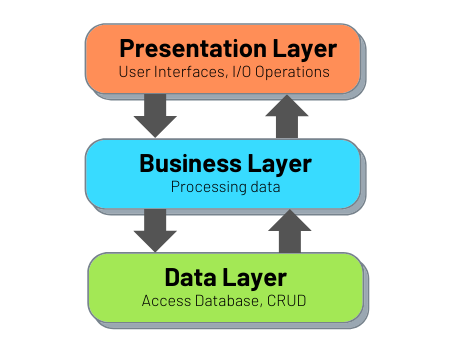 Presentation Layer
User Interfaces, I/O Operations
Business Layer
Processing data
Data Layer
Access Database, CRUD